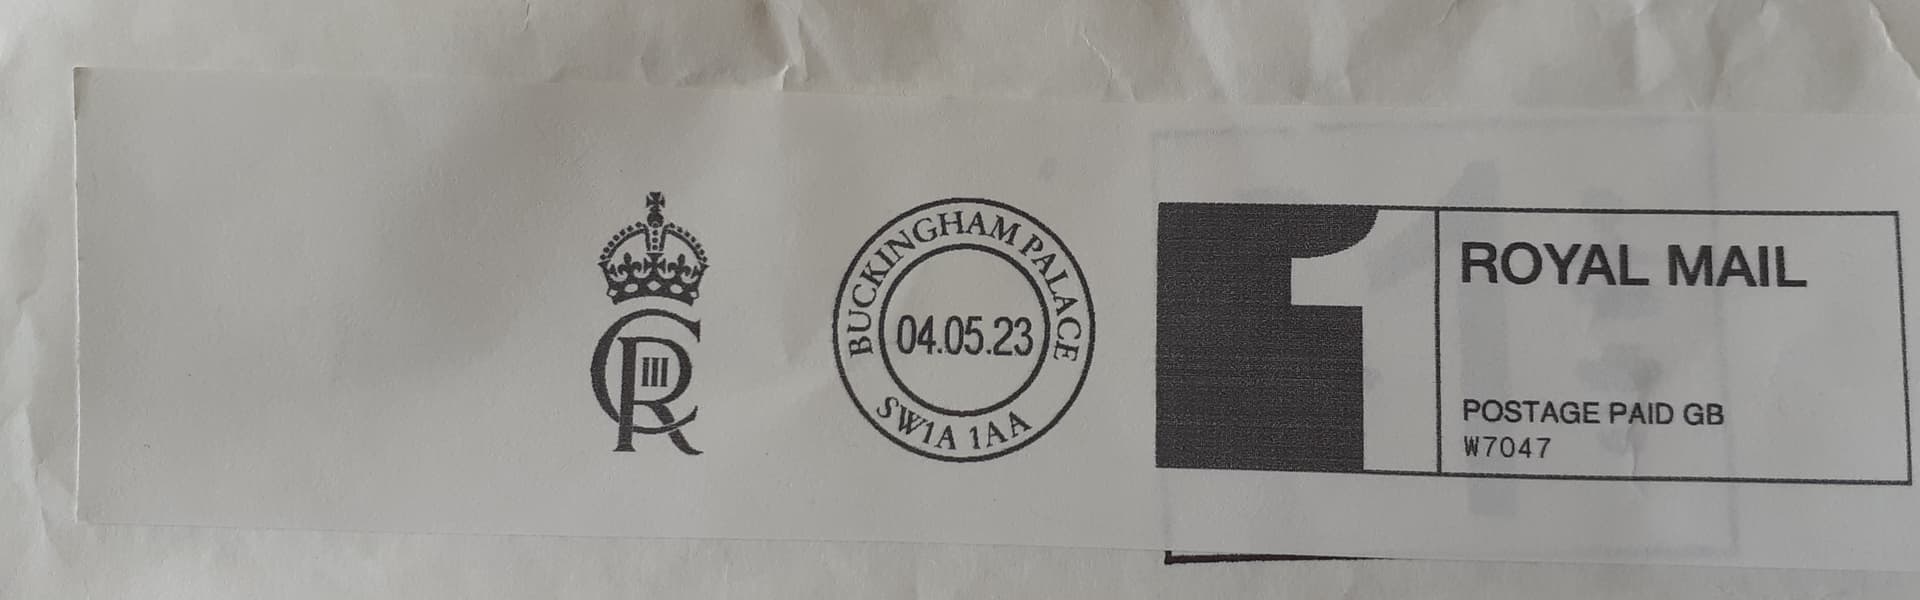 CR III
BUCKINGHAM PALACE
04.05.23
SW1A 1AA
1
ROYAL MAIL
POSTAGE PAID GB
W7047